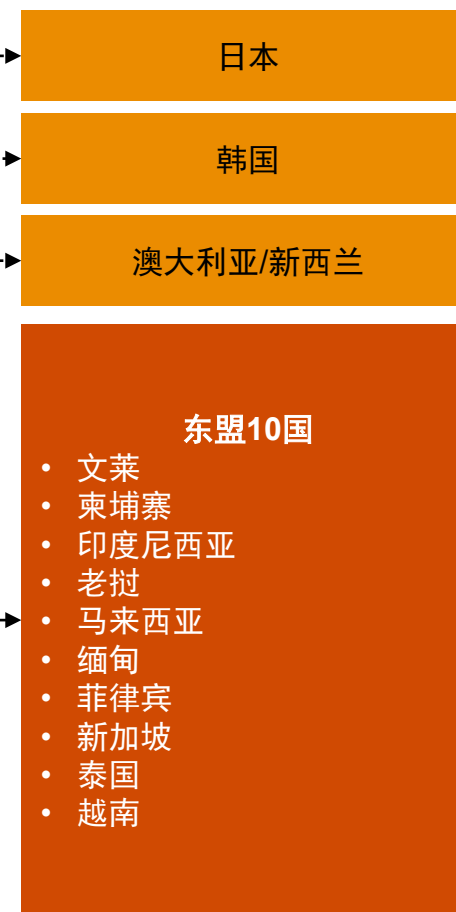 日本
韩国
澳大利亚/新西兰
东盟10国
• 文莱
• 柬埔寨
• 印度尼西亚
• 老挝
• 马来西亚
• 缅甸
• 菲律宾
• 新加坡
• 泰国
• 越南